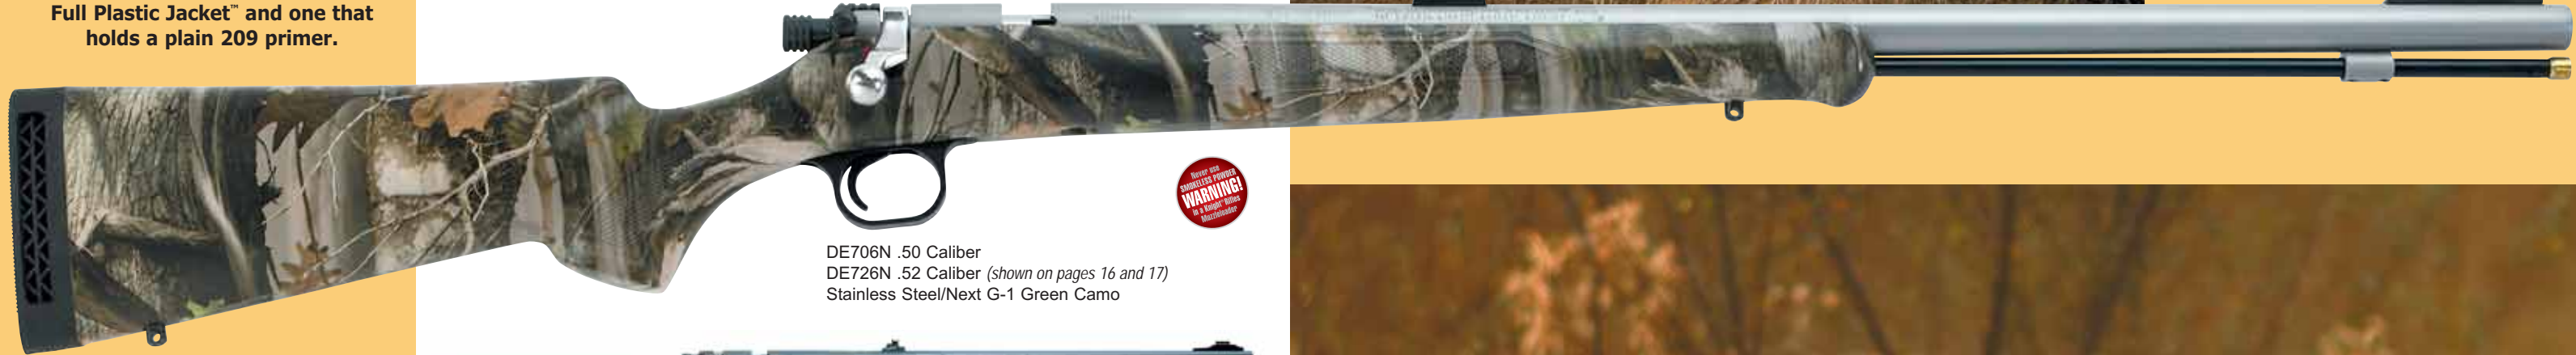 Full Plastic Jacket™ and one that
holds a plain 209 primer.
Never use
SMOKELESS POWDER
WARNING!
in a Knight® Rifles
Muzzleloader
DE706N .50 Caliber
DE726N .52 Caliber (shown on pages 16 and 17)
Stainless Steel/Next G-1 Green Camo